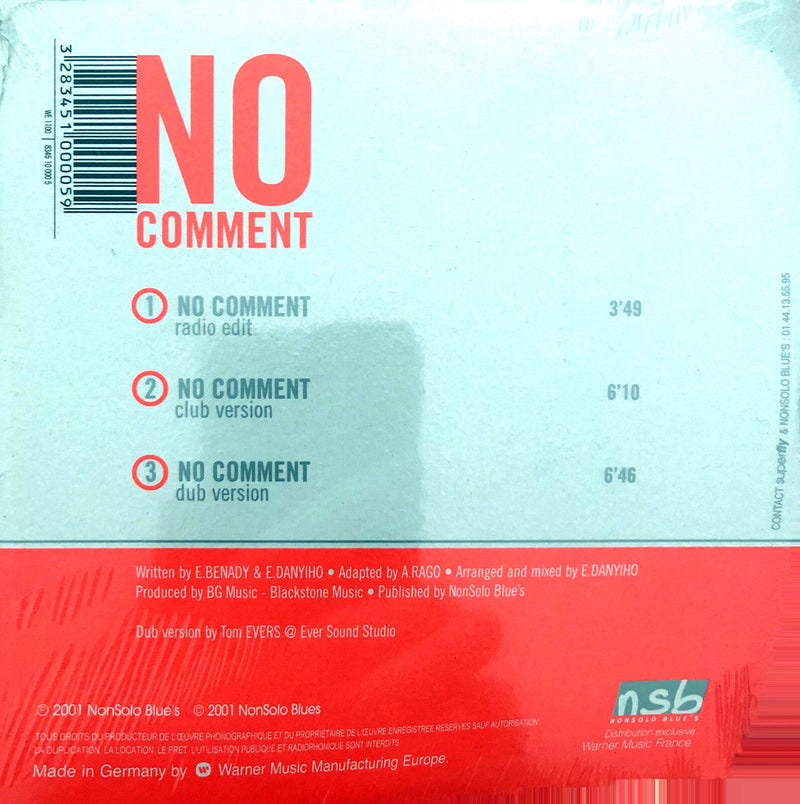 3 283451 000059
WE 1100 8345 10 000 5
NO
COMMENT
1 NO COMMENT 3'49
radio edit
2 NO COMMENT 6'10
club version
3 NO COMMENT 6'46
dub version
CONTACT superfly & NONSOLO BLUE'S : 01.44.13.55.95
Written by E.BENADY & E.DANYIHO • Adapted by A RAGO • Arranged and mixed by E.DANYIHO
Produced by BG Music - Blackstone Music • Published by NonSolo Blue's
Dub version by Tom EVERS @ Ever Sound Studio
℗ 2001 NonSolo Blue's © 2001 NonSolo Blues
nsb
NONSOLO BLUE'S
Distribution exclusive
Warner Music France
TOUS DROITS DU PRODUCTEUR DE L'ŒUVRE PHONOGRAPHIQUE ET DU PROPRIETAIRE DE L'ŒUVRE ENREGISTREE RESERVES SAUF AUTORISATION
LA DUPLICATION, LA LOCATION, LE PRET, L'UTILISATION PUBLIQUE ET RADIOPHONIQUE SONT INTERDITS
Made in Germany by Warner Music Manufacturing Europe.